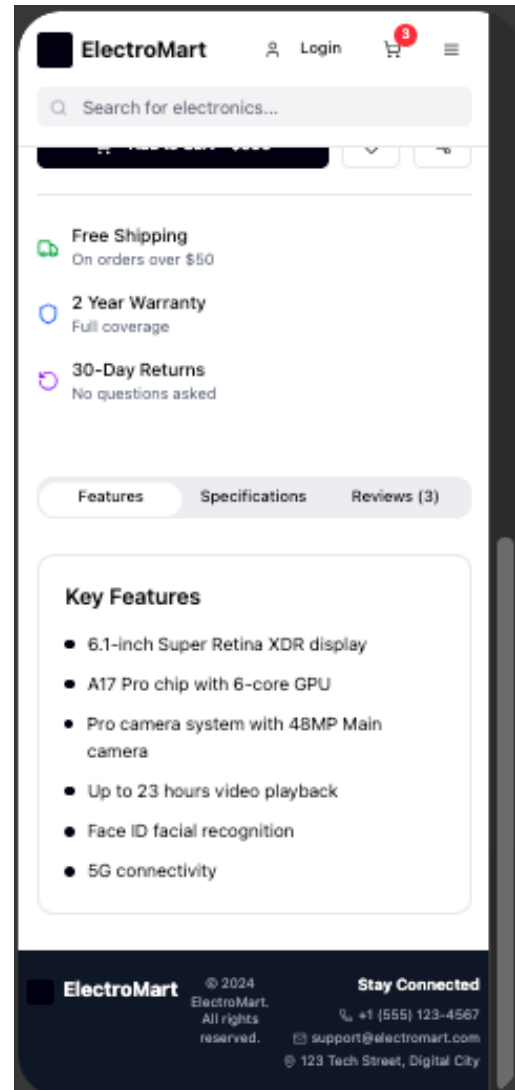 ElectroMart
Login
3
Search for electronics...
Free Shipping
On orders over $50
2 Year Warranty
Full coverage
30-Day Returns
No questions asked
Features
Specifications
Reviews (3)
Key Features
6.1-inch Super Retina XDR display
A17 Pro chip with 6-core GPU
Pro camera system with 48MP Main
camera
Up to 23 hours video playback
Face ID facial recognition
5G connectivity
ElectroMart
© 2024
ElectroMart.
All rights
reserved.
Stay Connected
+1 (555) 123-4567
support@electromart.com
123 Tech Street, Digital City